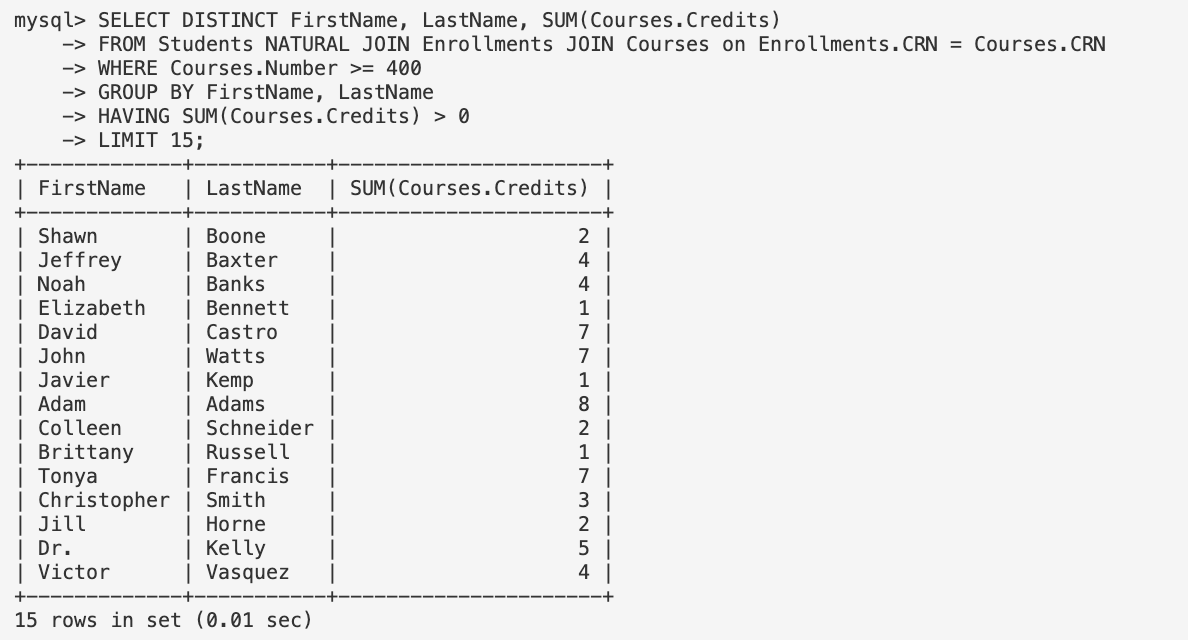 mysql> SELECT DISTINCT FirstName, LastName, SUM(Courses.Credits)
    -> FROM Students NATURAL JOIN Enrollments JOIN Courses on Enrollments.CRN = Courses.CRN
    -> WHERE Courses.Number >= 400
    -> GROUP BY FirstName, LastName
    -> HAVING SUM(Courses.Credits) > 0
    -> LIMIT 15;
+-------------+-----------+----------------------+
| FirstName   | LastName  | SUM(Courses.Credits) |
+-------------+-----------+----------------------+
| Shawn       | Boone     |                    2 |
| Jeffrey     | Baxter    |                    4 |
| Noah        | Banks     |                    4 |
| Elizabeth   | Bennett   |                    1 |
| David       | Castro    |                    7 |
| John        | Watts     |                    7 |
| Javier      | Kemp      |                    1 |
| Adam        | Adams     |                    8 |
| Colleen     | Schneider |                    2 |
| Brittany    | Russell   |                    1 |
| Tonya       | Francis   |                    7 |
| Christopher | Smith     |                    3 |
| Jill        | Horne     |                    2 |
| Dr.         | Kelly     |                    5 |
| Victor      | Vasquez   |                    4 |
+-------------+-----------+----------------------+
15 rows in set (0.01 sec)